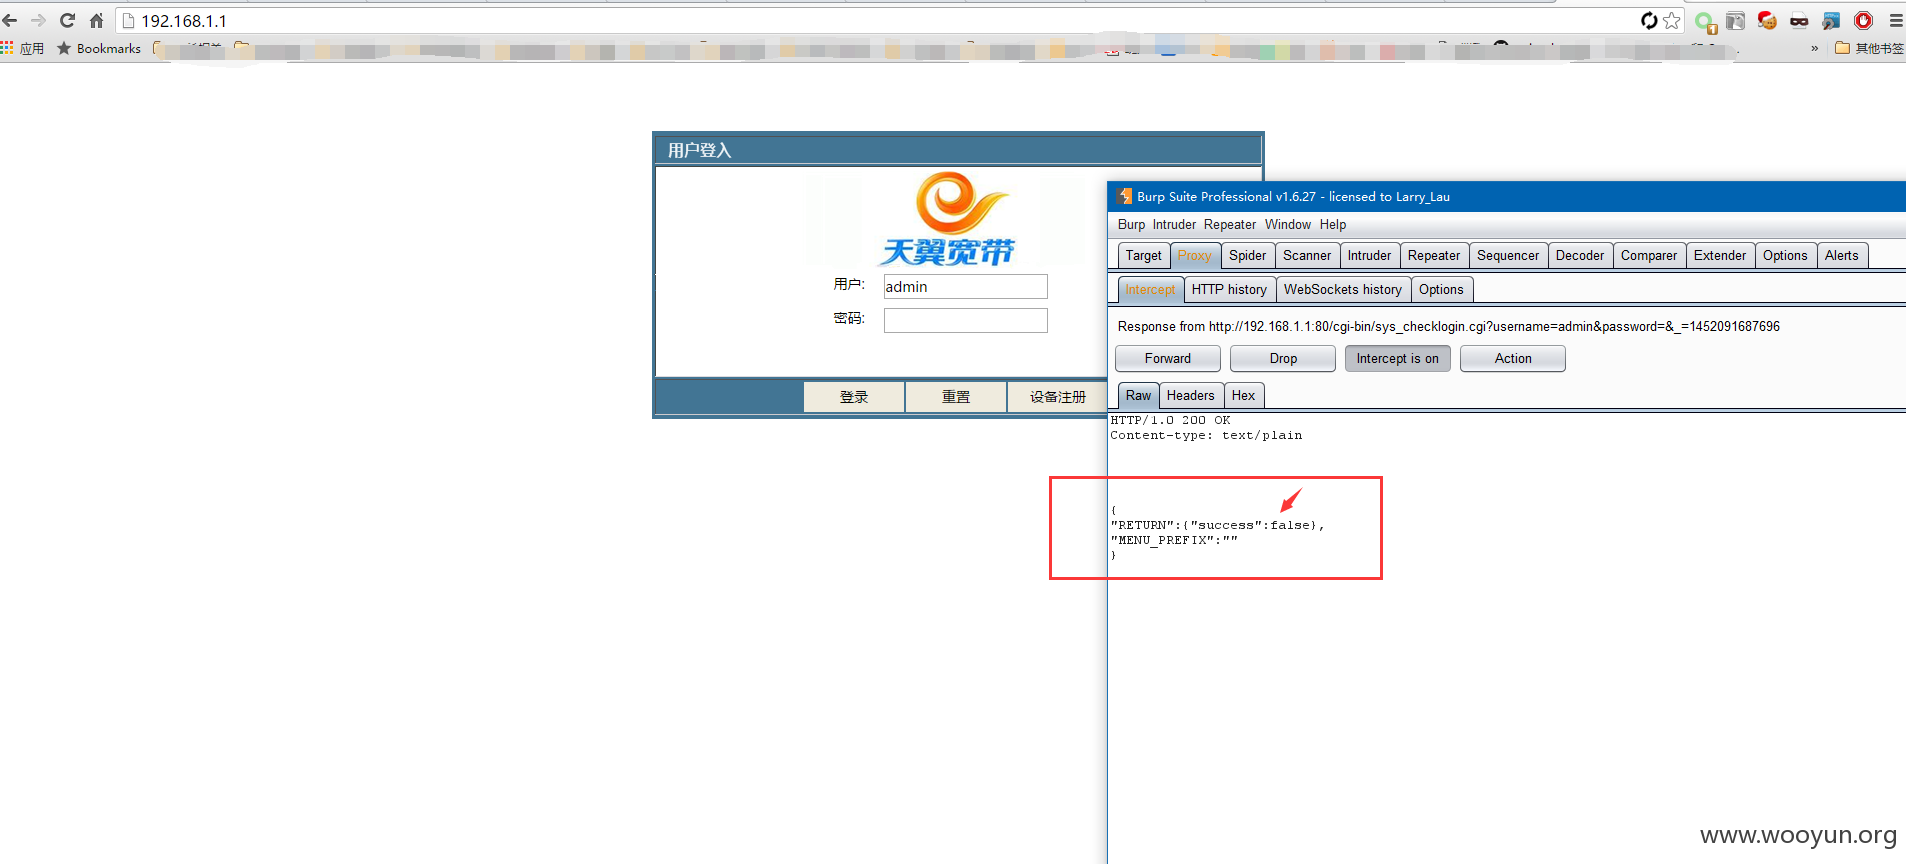 192.168.1.1
应用 Bookmarks » 其他书签
用户登入
天翼宽带
用户: admin
密码:
登录 重置 设备注册
Burp Suite Professional v1.6.27 - licensed to Larry_Lau
Burp Intruder Repeater Window Help
Target Proxy Spider Scanner Intruder Repeater Sequencer Decoder Comparer Extender Options Alerts
Intercept HTTP history WebSockets history Options
Response from http://192.168.1.1:80/cgi-bin/sys_checklogin.cgi?username=admin&password=&_=1452091687696
Forward Drop Intercept is on Action
Raw Headers Hex
HTTP/1.0 200 OK
Content-type: text/plain
{
"RETURN":{"success":false},
"MENU_PREFIX":""
}
www.wooyun.org